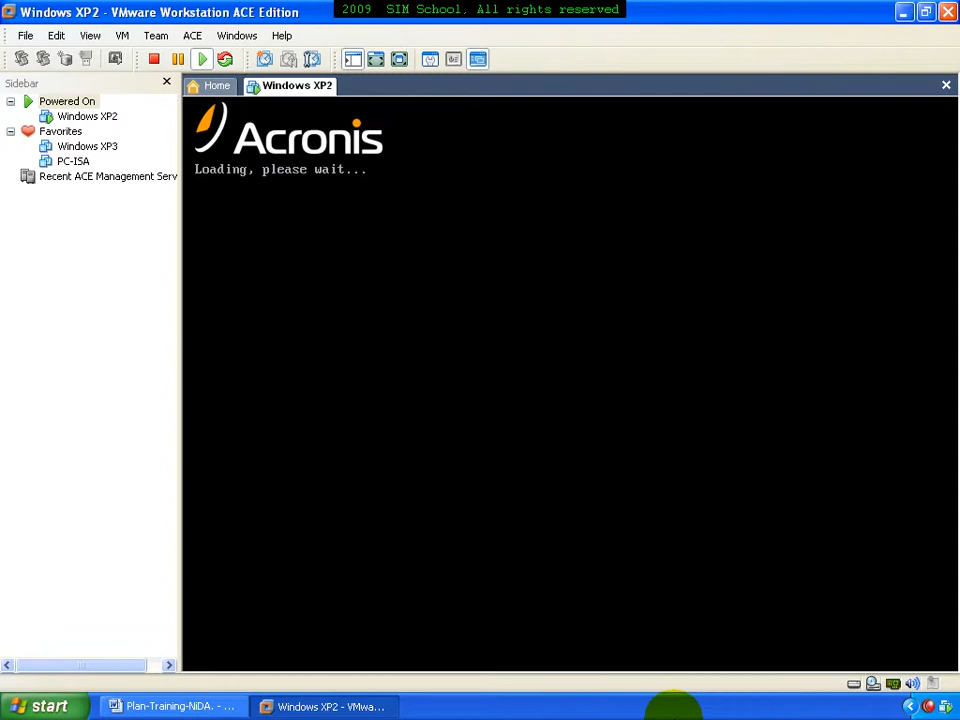 Windows XP2 - VMware Workstation ACE Edition
2009 SIM School, All rights reserved
File Edit View VM Team ACE Windows Help
Sidebar
Home
Windows XP2
Powered On
Windows XP2
Favorites
Windows XP3
PC-ISA
Recent ACE Management Serv
Acronis
Loading, please wait...
start
Plan-Training-NiDA. - ...
Windows XP2 - VMwa...